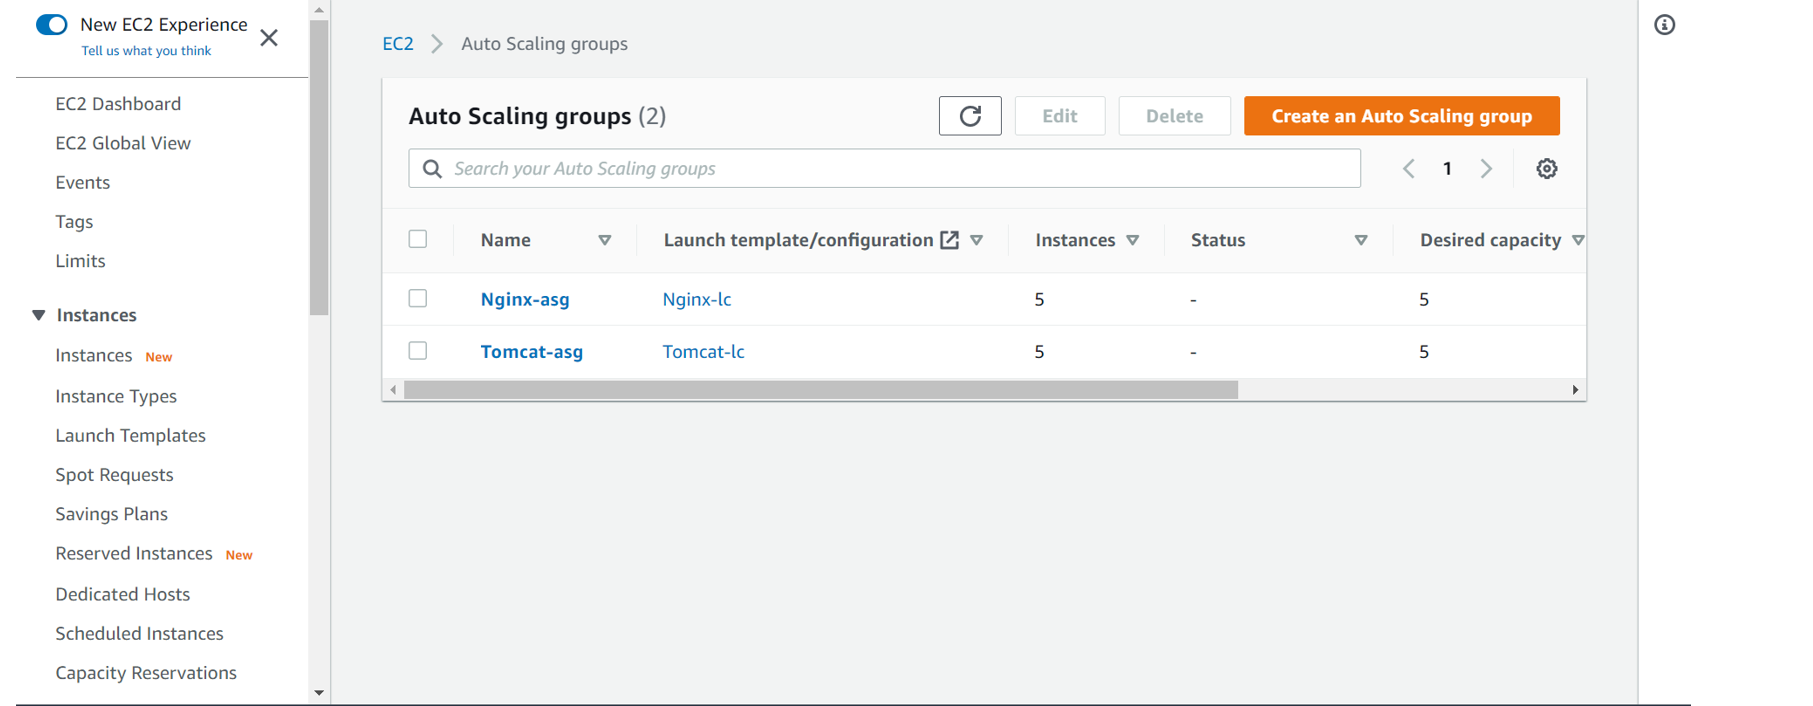 New EC2 Experience
Tell us what you think
EC2 Dashboard
EC2 Global View
Events
Tags
Limits
Instances
Instances New
Instance Types
Launch Templates
Spot Requests
Savings Plans
Reserved Instances New
Dedicated Hosts
Scheduled Instances
Capacity Reservations
EC2 Auto Scaling groups
Auto Scaling groups (2)
Edit Delete Create an Auto Scaling group
Search your Auto Scaling groups
1
Name Launch template/configuration Instances Status Desired capacity
Nginx-asg Nginx-lc 5 - 5
Tomcat-asg Tomcat-lc 5 - 5